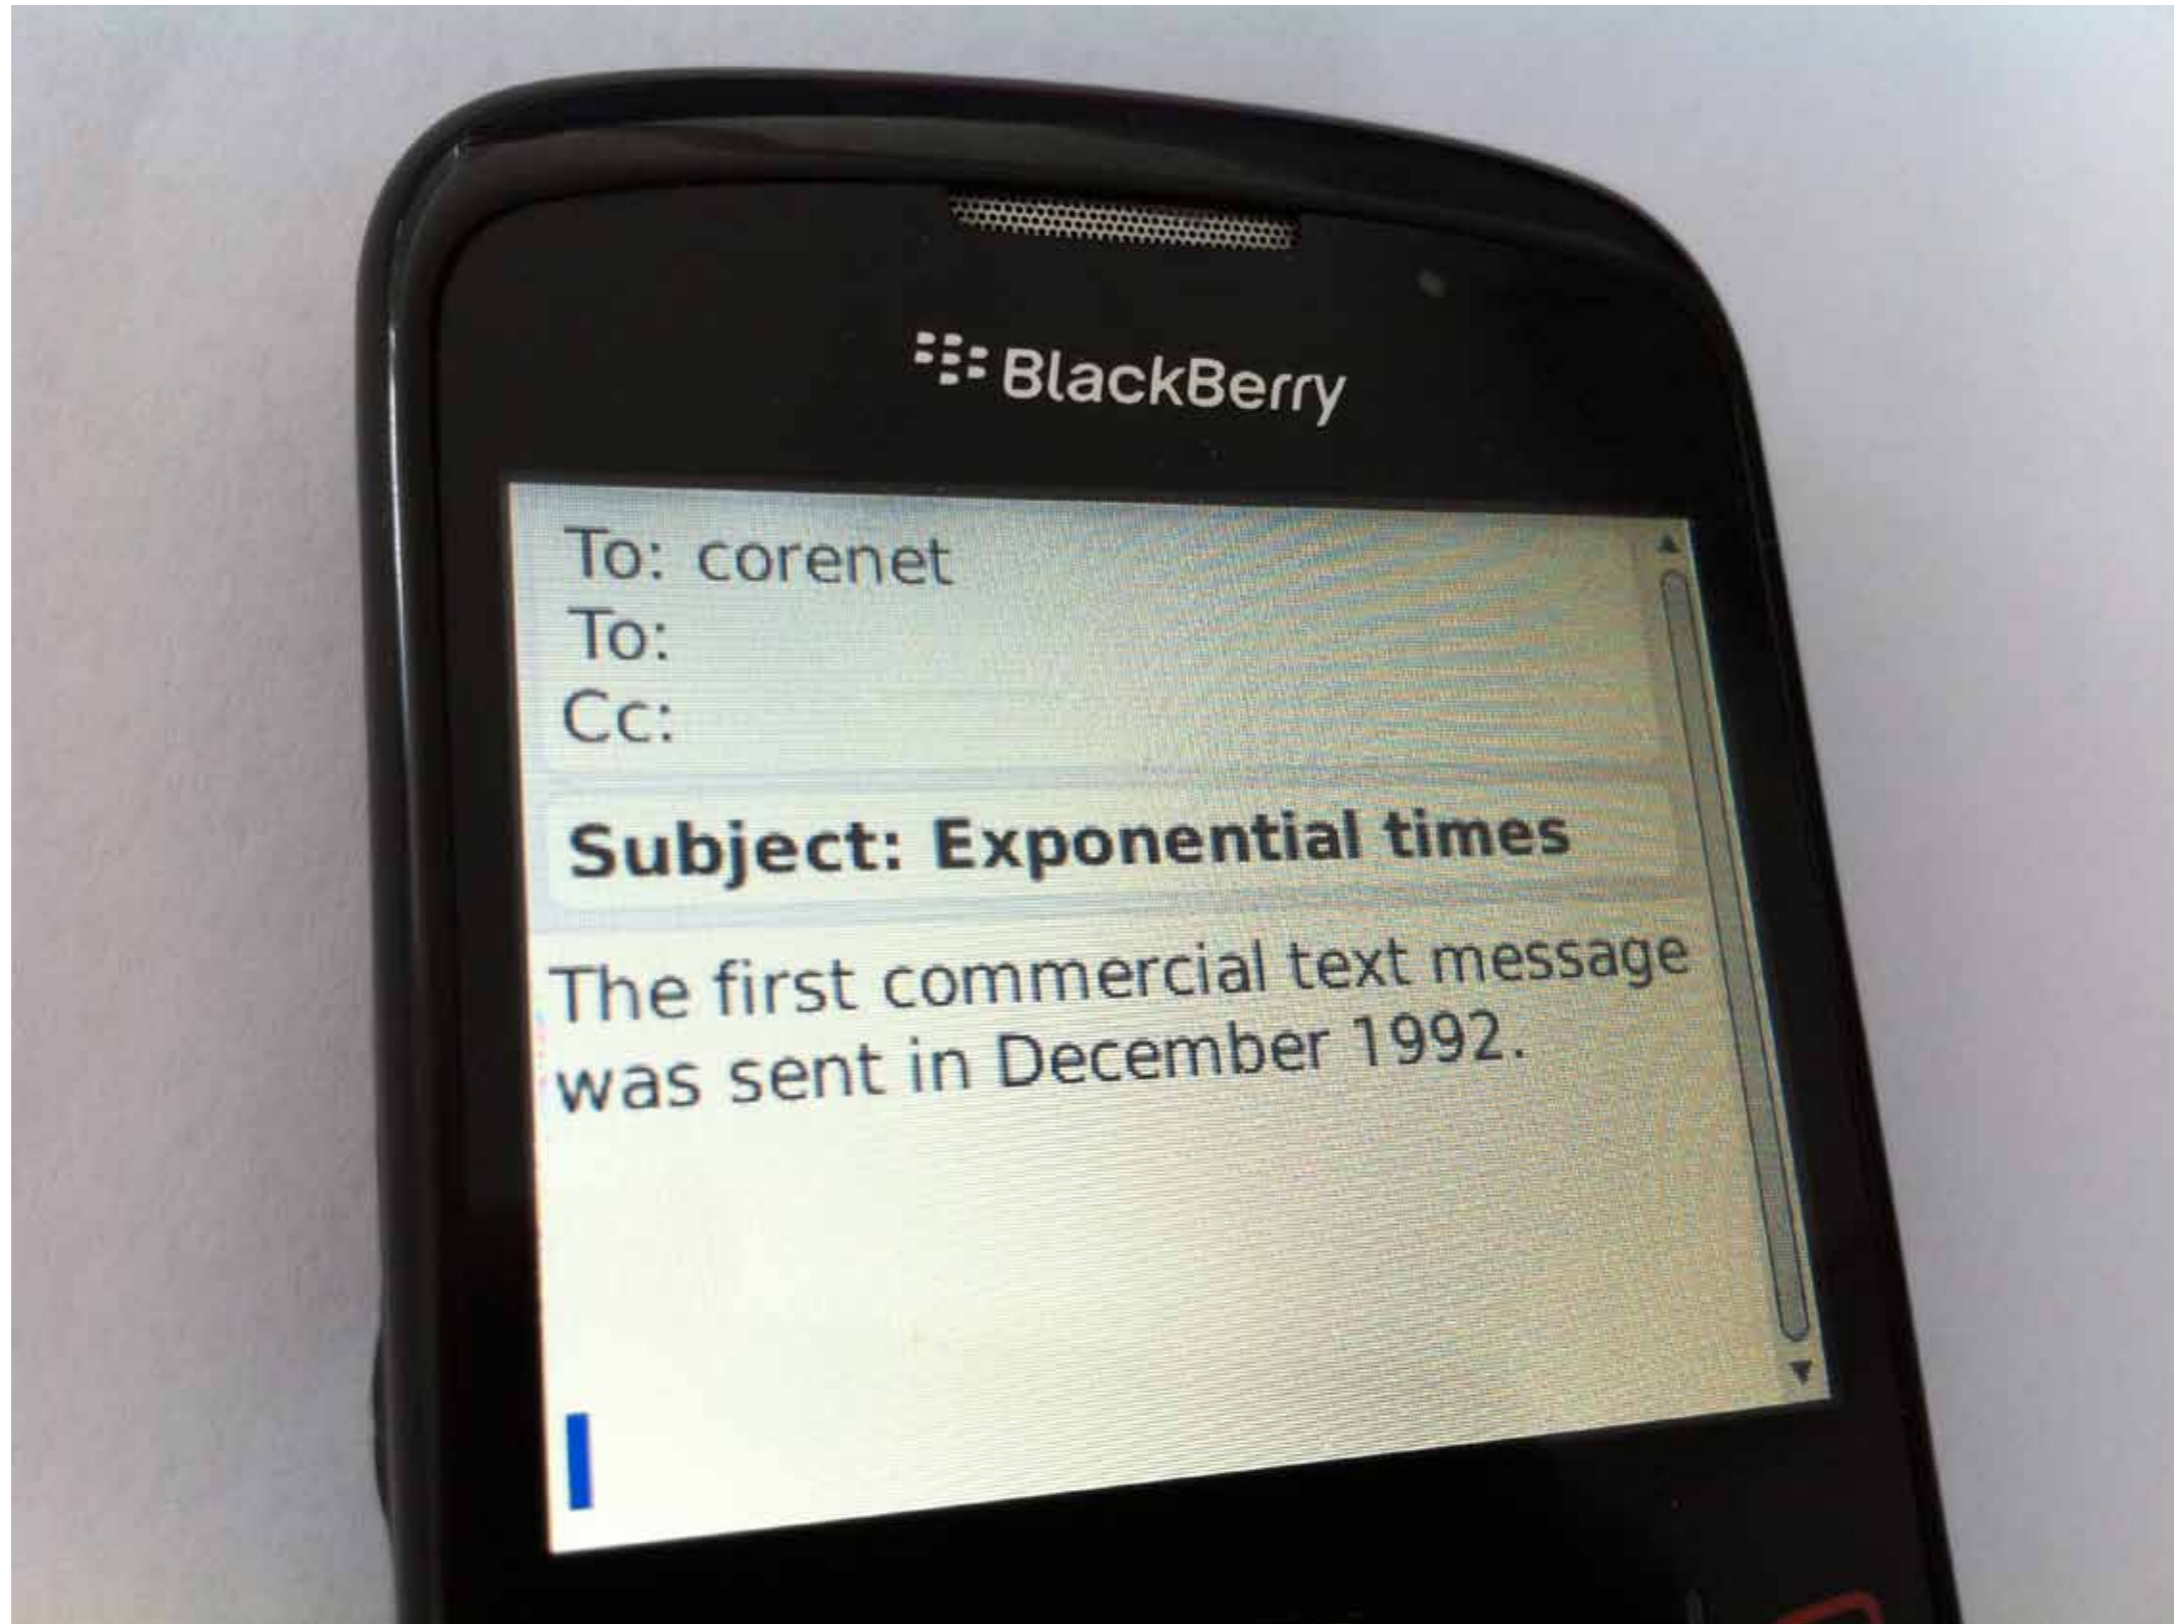 BlackBerry
To: corenet
To:
Cc:
Subject: Exponential times
The first commercial text message
was sent in December 1992.